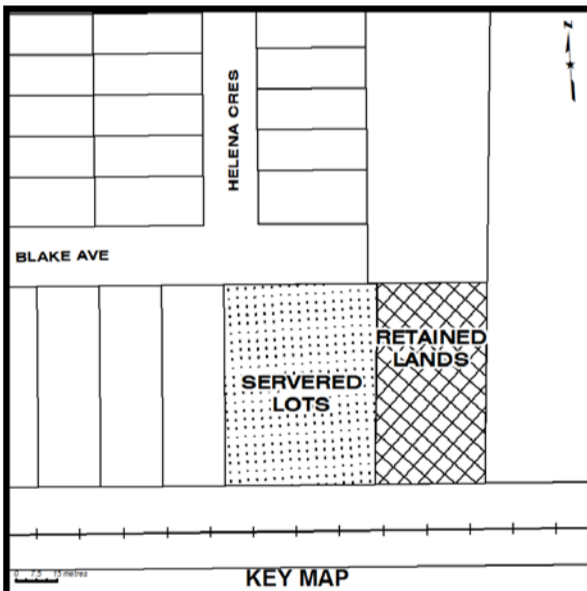 N
HELENA CRES
BLAKE AVE
RETAINED
LANDS
SERVERED
LOTS
0 7.5 15 metres
KEY MAP